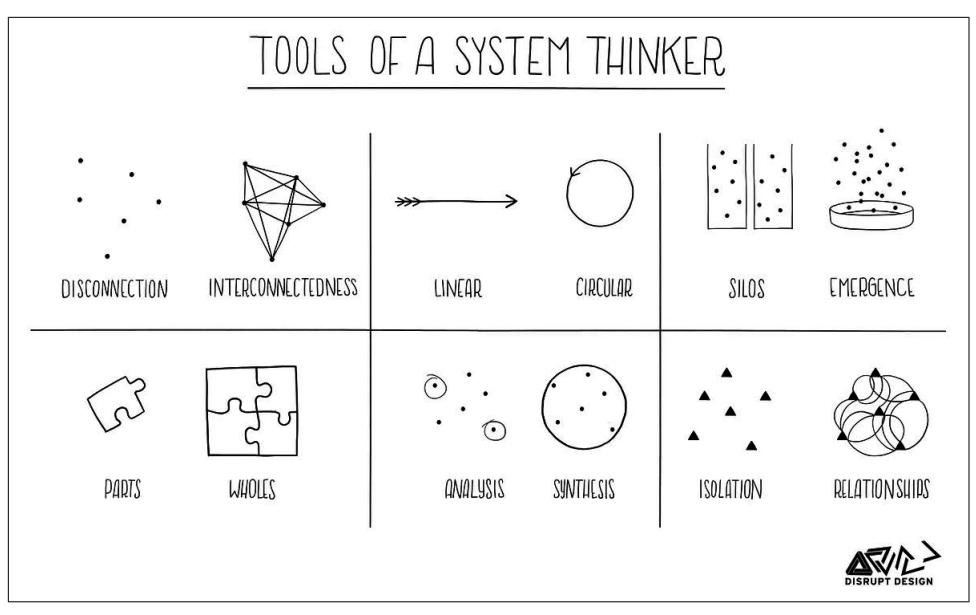 TOOLS OF A SYSTEM THINKER
DISCONNECTION
INTERCONNECTEDNESS
LINEAR
CIRCULAR
SILOS
EMERGENCE
PARTS
WHOLES
ANALYSIS
SYNTHESIS
ISOLATION
RELATIONSHIPS
DISRUPT DESIGN